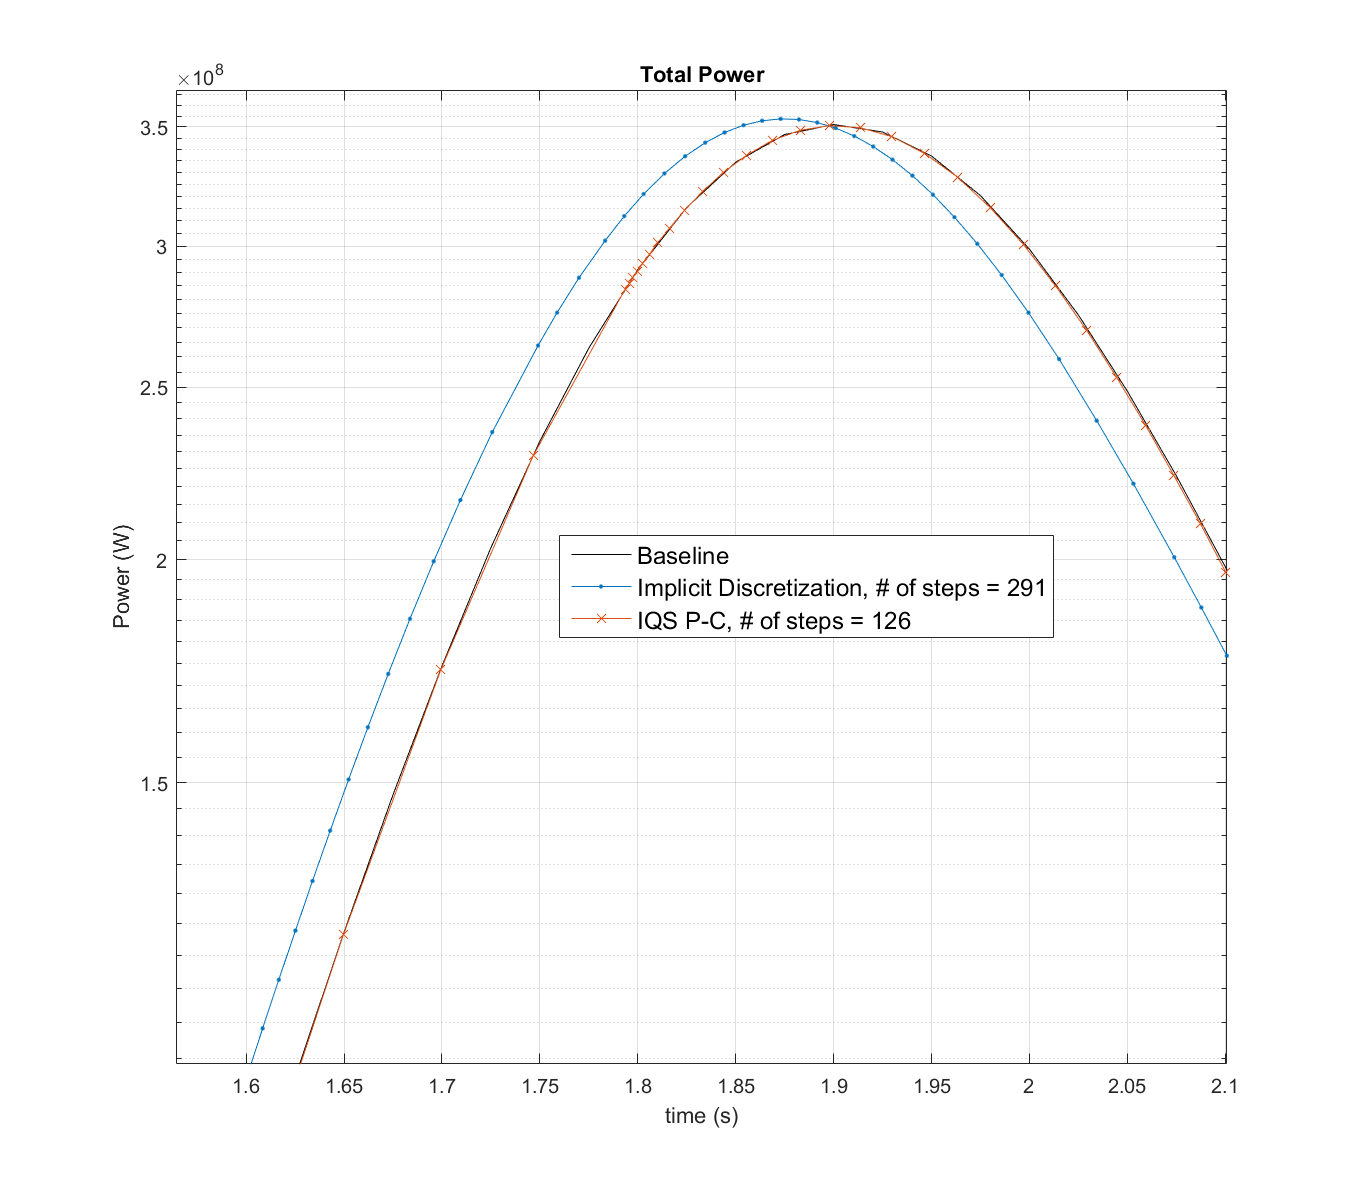 Total Power
×10⁸
3.5
3
2.5
2
1.5
Power (W)
Baseline
Implicit Discretization, # of steps = 291
IQS P-C, # of steps = 126
1.6 1.65 1.7 1.75 1.8 1.85 1.9 1.95 2 2.05 2.1
time (s)